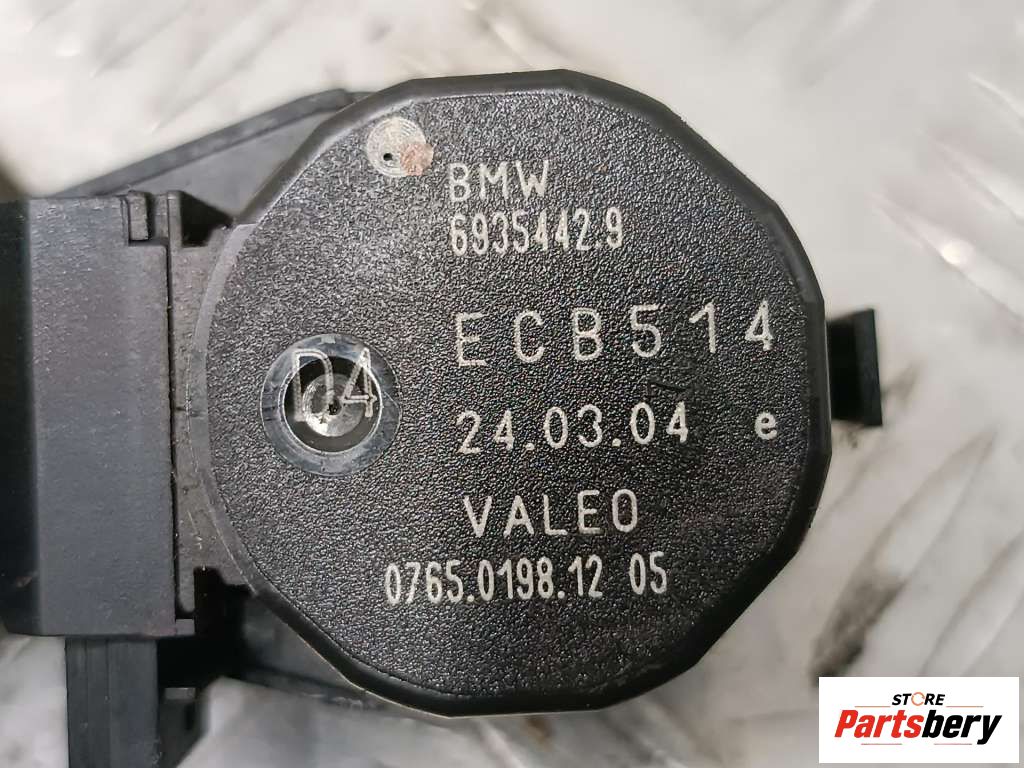 BMW
6935442.9
ECB514
D4
24.03.04 e
VALEO
0765.0198.12 05
STORE
Partsbery